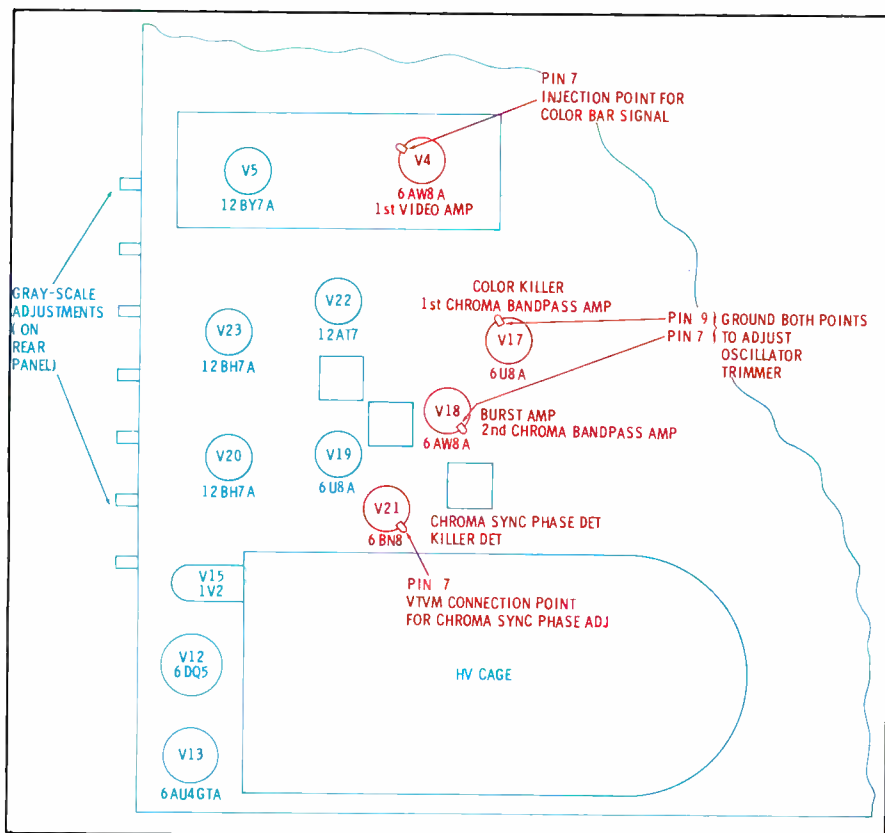 PIN 7
INJECTION POINT FOR
COLOR BAR SIGNAL
V5
12BY7A
V4
6AW8A
1st VIDEO AMP
GRAY-SCALE
ADJUSTMENTS
( ON
REAR
PANEL)
V22
12AT7
V23
12BH7A
COLOR KILLER
1st CHROMA BANDPASS AMP
V17
6U8A
PIN 9
PIN 7
GROUND BOTH POINTS
TO ADJUST
OSCILLATOR
TRIMMER
V18
6AW8A
BURST AMP
2nd CHROMA BANDPASS AMP
V20
12BH7A
V19
6U8A
V21
6BN8
CHROMA SYNC PHASE DET
KILLER DET
PIN 7
VTVM CONNECTION POINT
FOR CHROMA SYNC PHASE ADJ
V15
1V2
V12
6DQ5
HV CAGE
V13
6AU4GTA